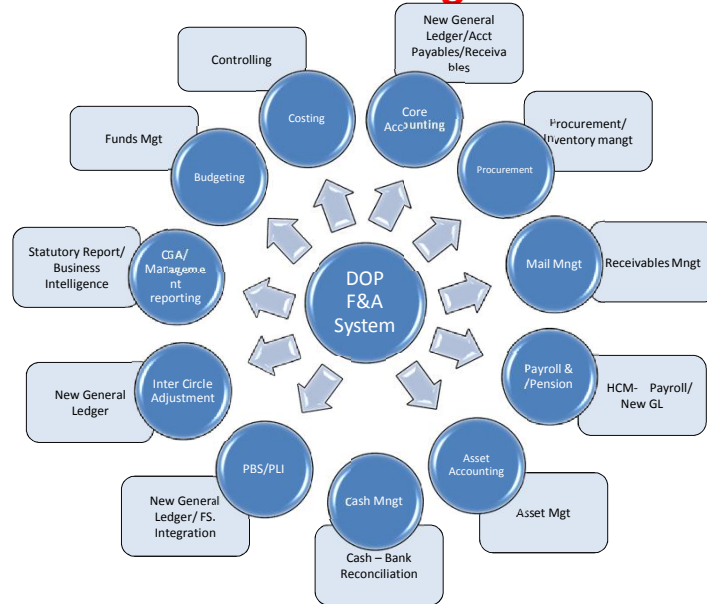 New General
Ledger/Acct
Payables/Receiva
bles
Controlling
Costing
Core
Accounting
Procurement/
Inventory mangt
Funds Mgt
Budgeting
Procurement
Statutory Report/
Business
Intelligence
CGA/
Manageme
nt
reporting
DOP
F&A
System
Mail Mngt
Receivables Mngt
New General
Ledger
Inter Circle
Adjustment
Payroll &
/Pension
HCM- Payroll/
New GL
PBS/PLI
Asset
Accounting
New General
Ledger/ FS.
Integration
Cash Mngt
Asset Mgt
Cash – Bank
Reconciliation